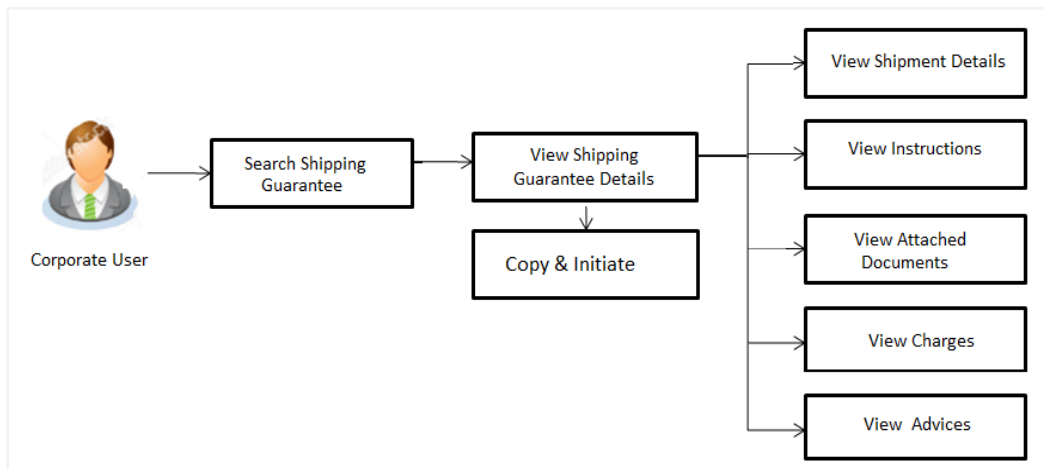 View Shipment Details
Search Shipping
Guarantee
View Shipping
Guarantee Details
View Instructions
Corporate User
Copy & Initiate
View Attached
Documents
View Charges
View Advices